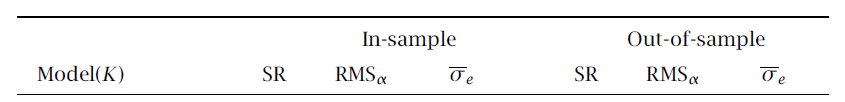 In-sample Out-of-sample
Model(K) SR RMSα σ̅e SR RMSα σ̅e